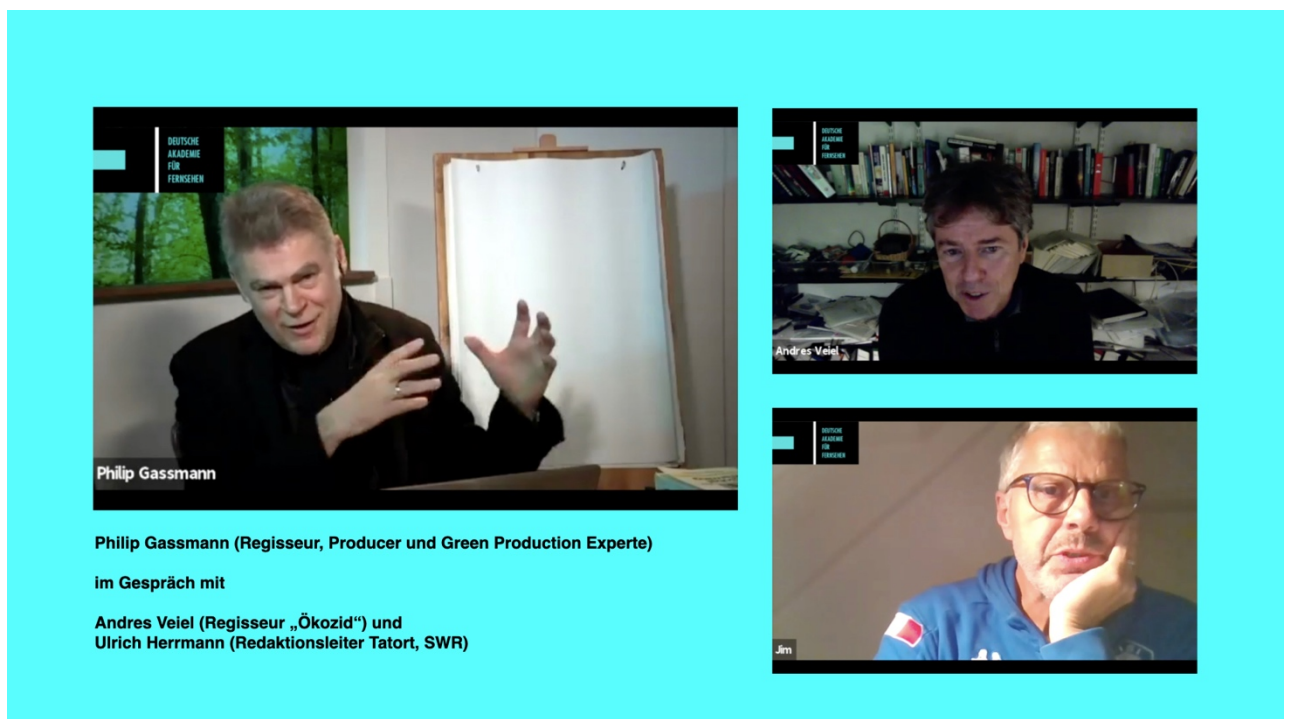 DEUTSCHE
AKADEMIE
FÜR
FERNSEHEN
Philip Gassmann
DEUTSCHE
AKADEMIE
FÜR
FERNSEHEN
Andres Veiel
DEUTSCHE
AKADEMIE
FÜR
FERNSEHEN
Jim
Philip Gassmann (Regisseur, Producer und Green Production Experte)
im Gespräch mit
Andres Veiel (Regisseur „Ökozid“) und
Ulrich Herrmann (Redaktionsleiter Tatort, SWR)